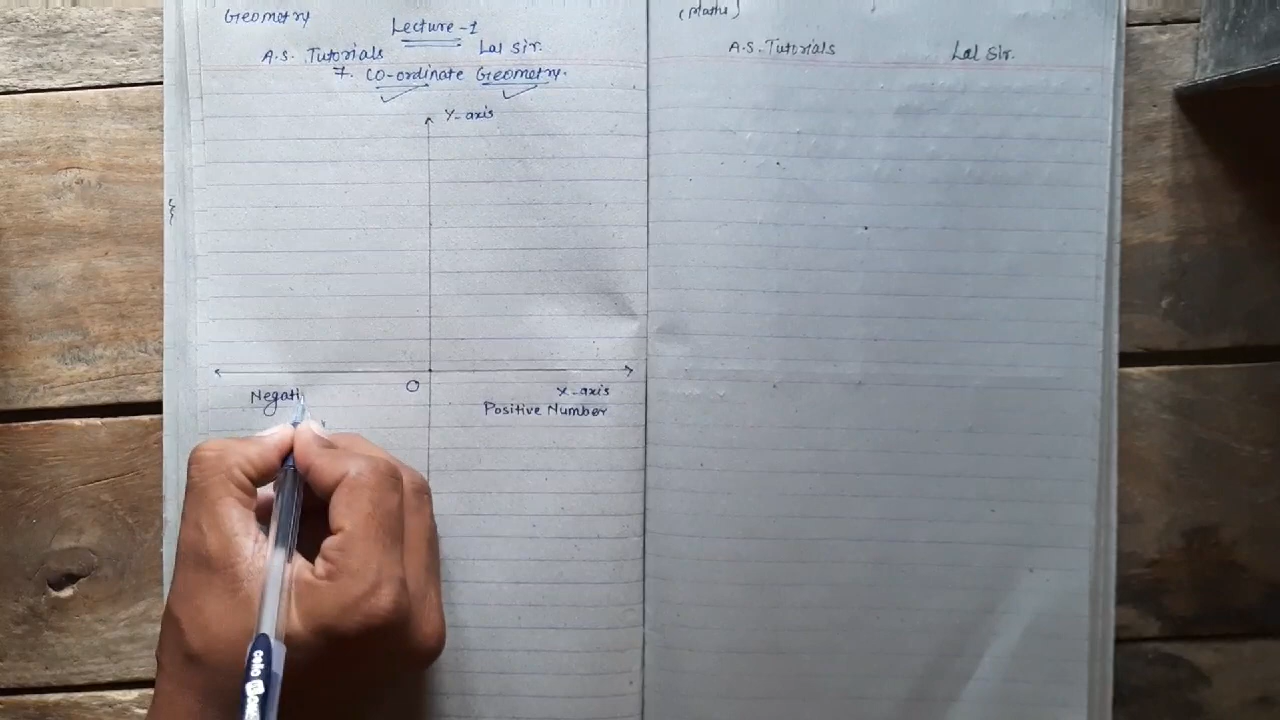 Geometry
Lecture-1
A.S. Tutorials Lal Sir.
7. Co-ordinate Geometry.
Y-axis
O
X-axis
Negati
Positive Number
(Maths)
A.S. Tutorials Lal Sir.
cello